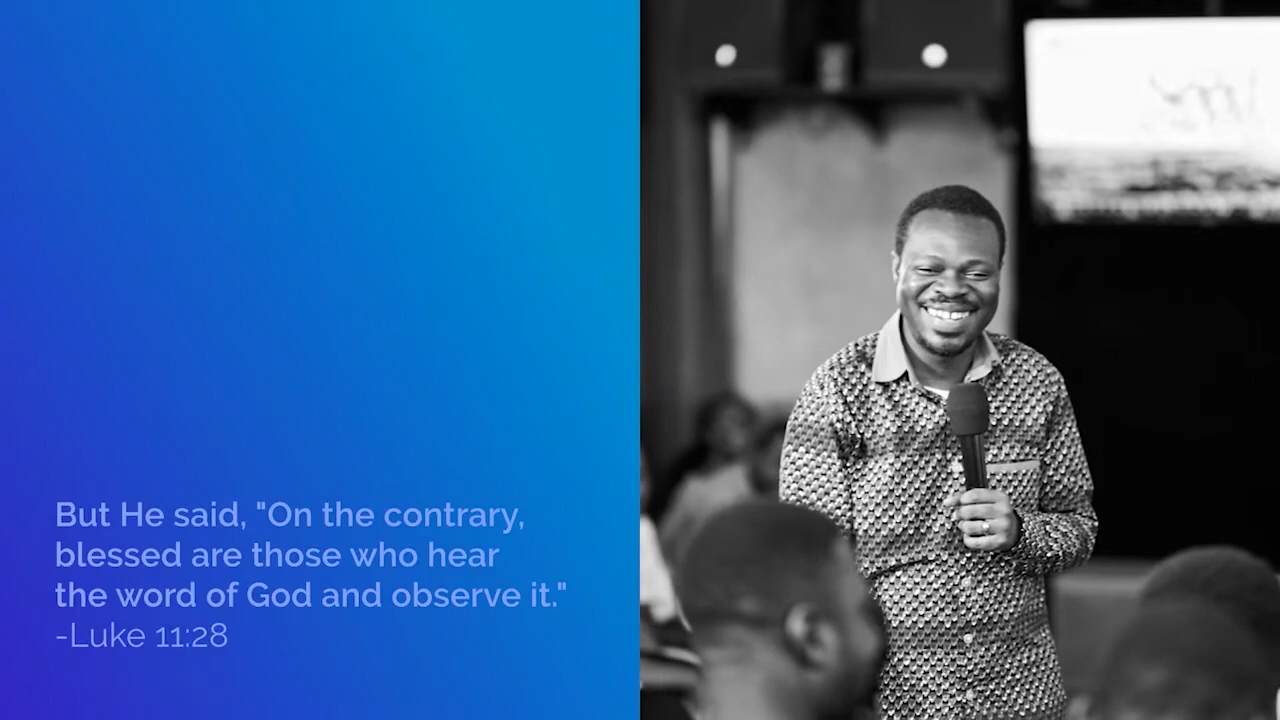 But He said, "On the contrary,
blessed are those who hear
the word of God and observe it."
-Luke 11:28